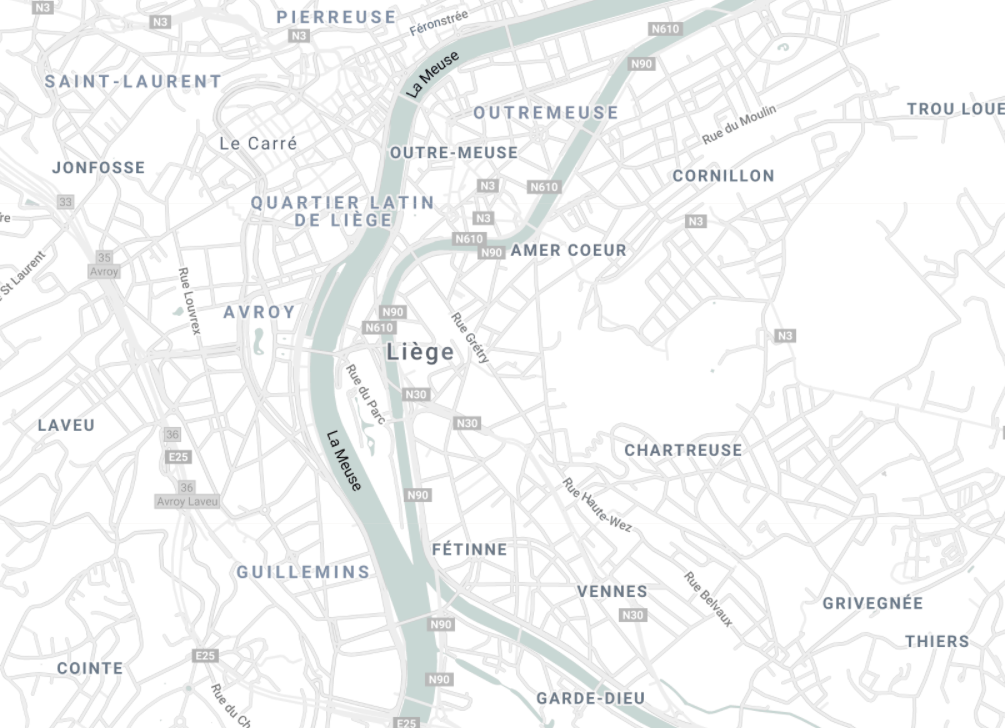 N3
PIERREUSE
N3
Féronstrée
N3
N610
La Meuse
N90
SAINT-LAURENT
OUTREMEUSE
TROU LOUE
Rue du Moulin
Le Carré
OUTRE-MEUSE
JONFOSSE
CORNILLON
N3
N610
33
QUARTIER LATIN
DE LIÈGE
N3
N3
N610
N90
AMER COEUR
35
Avroy
St Laurent
Rue Louvrex
AVROY
N90
N610
Rue Grétry
N3
Liège
Rue du Parc
N30
N30
LAVEU
36
E25
La Meuse
CHARTREUSE
36
Avroy Laveu
N90
Rue Haute-Wez
FÉTINNE
GUILLEMINS
VENNES
Rue Belvaux
N30
GRIVEGNÉE
N90
THIERS
E25
COINTE
N90
Rue du Ch
GARDE-DIEU
E25